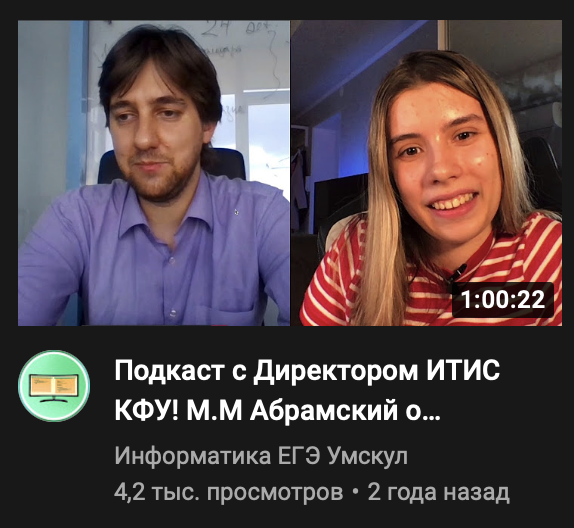 1:00:22
Подкаст с Директором ИТИС
КФУ! М.М Абрамский о...
Информатика ЕГЭ Умскул
4,2 тыс. просмотров • 2 года назад